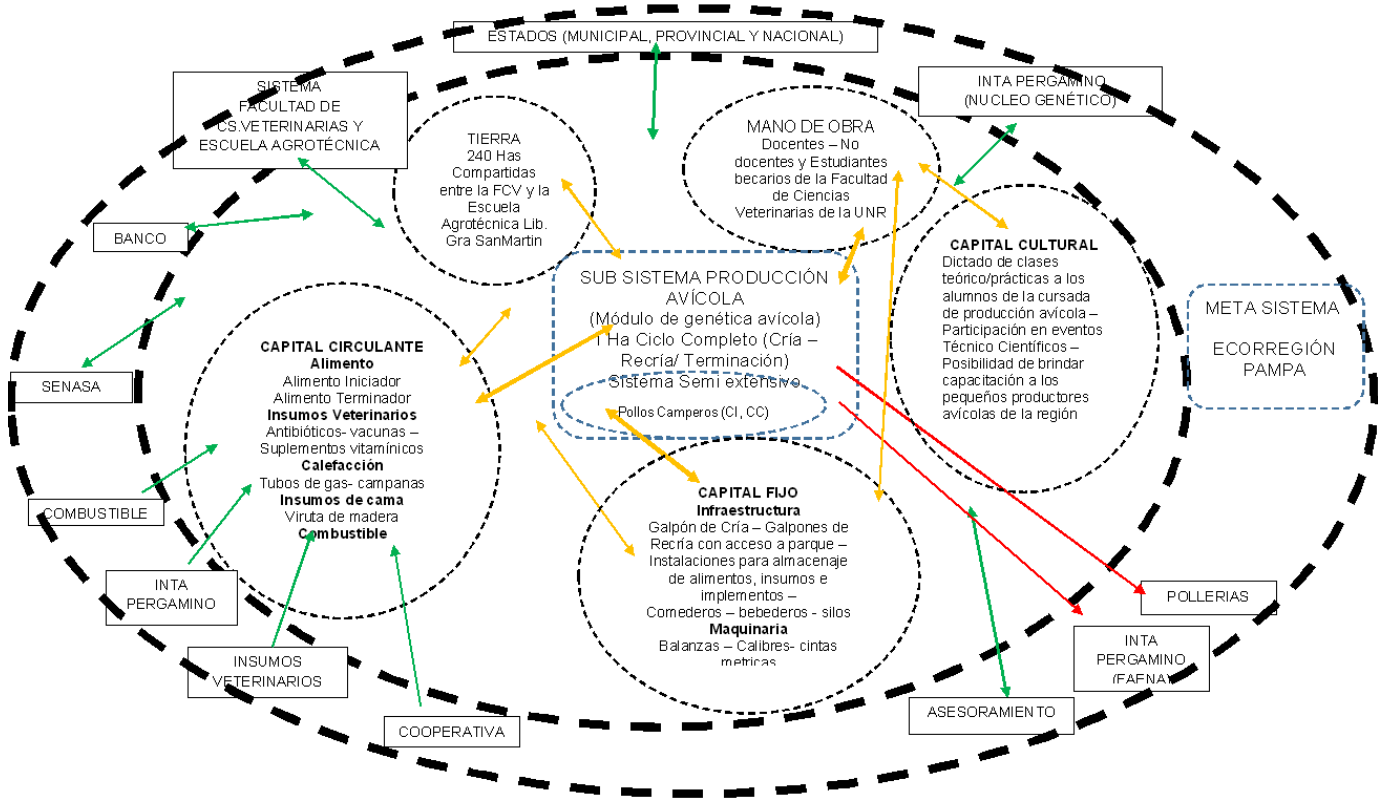 ESTADOS (MUNICIPAL, PROVINCIAL Y NACIONAL)
SISTEMA
FACULTAD DE
CS.VETERINARIAS Y
ESCUELA AGROTÉCNICA
INTA PERGAMINO
(NUCLEO GENÉTICO)
TIERRA
240 Has
Compartidas
entre la FCV y la
Escuela
Agrotécnica Lib.
Gra SanMartin
MANO DE OBRA
Docentes – No
docentes y Estudiantes
becarios de la Facultad
de Ciencias
Veterinarias de la UNR
BANCO
CAPITAL CULTURAL
Dictado de clases
teórico/prácticas a los
alumnos de la cursada
de producción avícola –
Participación en eventos
Técnico Científicos –
Posibilidad de brindar
capacitación a los
pequeños productores
avícolas de la región
SUB SISTEMA PRODUCCIÓN
AVÍCOLA
(Módulo de genética avícola)
1 Ha Ciclo Completo (Cría –
Recría/ Terminación)
Sistema Semi extensivo
Pollos Camperos (CI, CC)
META SISTEMA
ECORREGIÓN
PAMPA
CAPITAL CIRCULANTE
Alimento
Alimento Iniciador
Alimento Terminador
Insumos Veterinarios
Antibióticos- vacunas –
Suplementos vitamínicos
Calefacción
Tubos de gas- campanas
Insumos de cama
Viruta de madera
Combustible
SENASA
CAPITAL FIJO
Infraestructura
Galpón de Cría – Galpones de
Recría con acceso a parque –
Instalaciones para almacenaje
de alimentos, insumos e
implementos –
Comederos – bebederos - silos
Maquinaria
Balanzas – Calibres- cintas
metricas
COMBUSTIBLE
INTA
PERGAMINO
INSUMOS
VETERINARIOS
COOPERATIVA
POLLERIAS
INTA
PERGAMINO
(FAENA)
ASESORAMIENTO